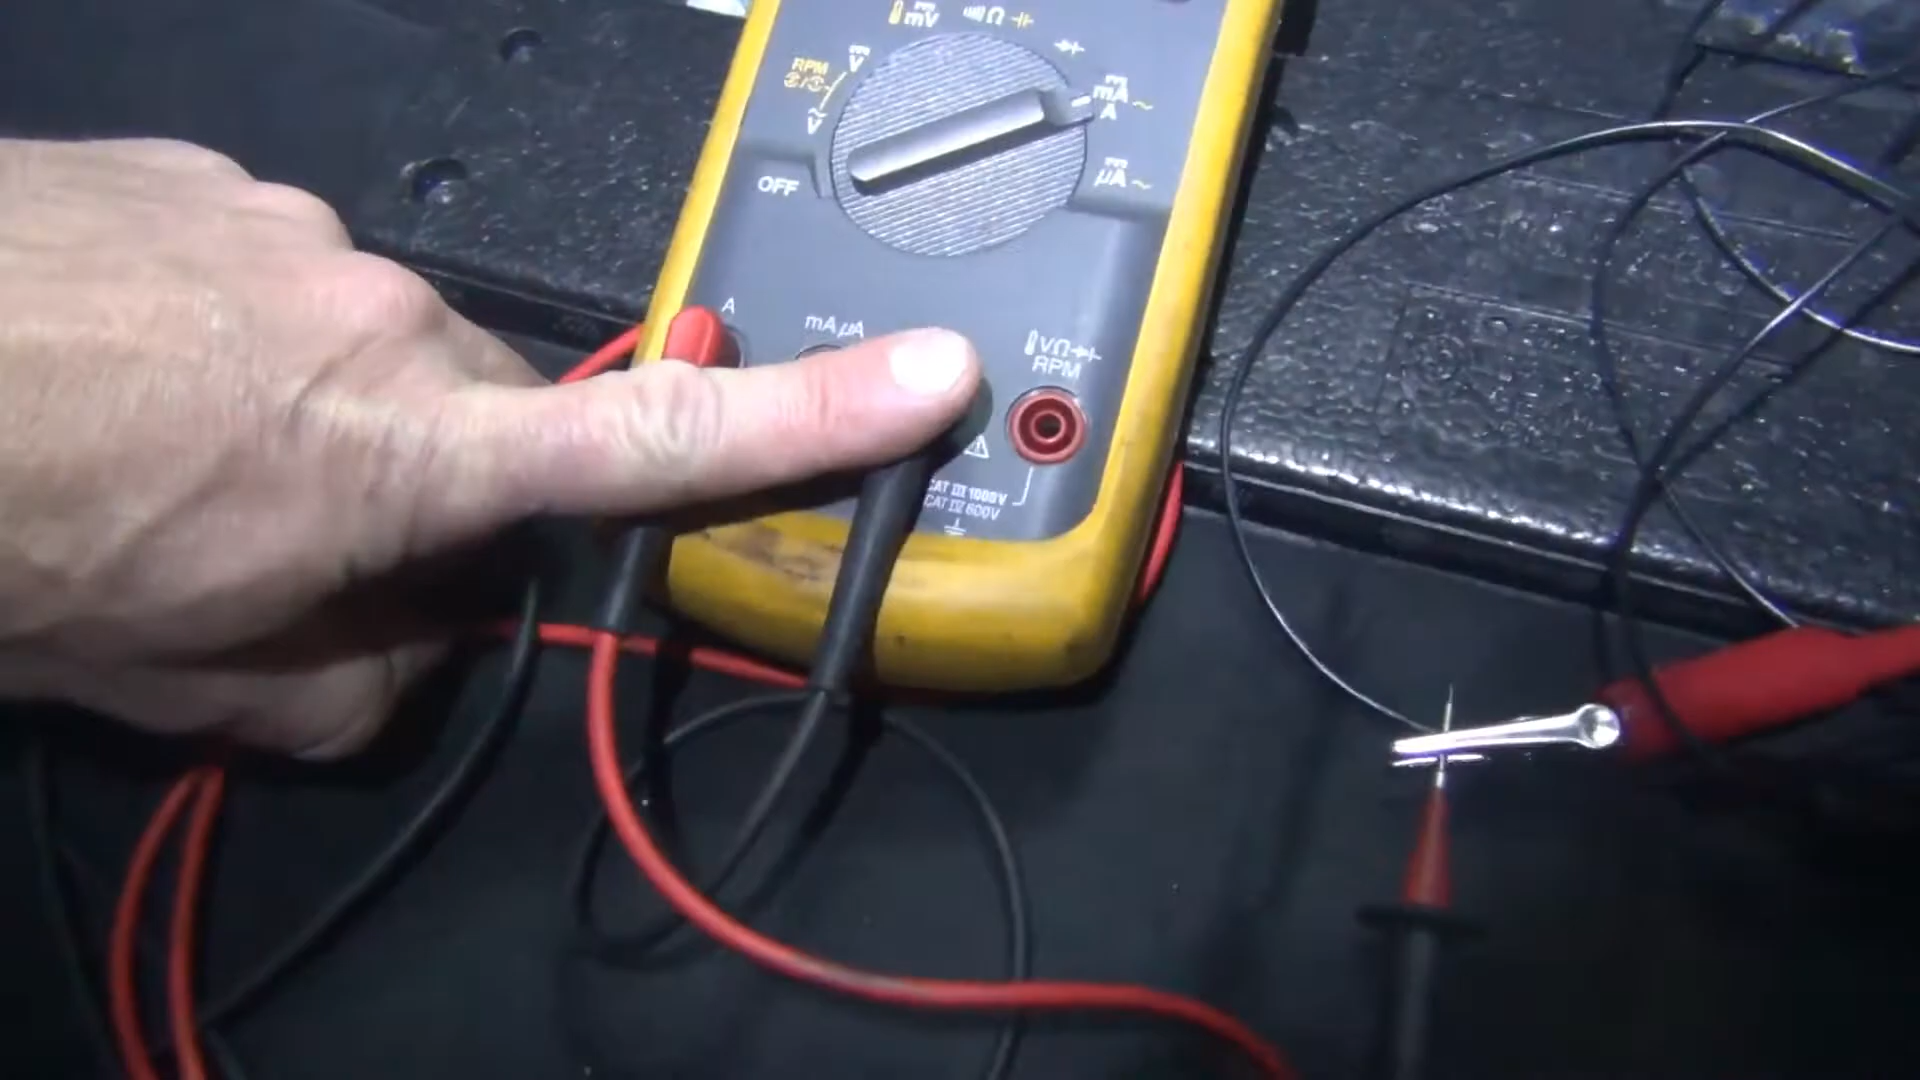 mV
Ω
V
RPM
mA
A
V
OFF
µA
A
mA µA
VΩ
RPM
CAT III 1000V
CAT IV 600V